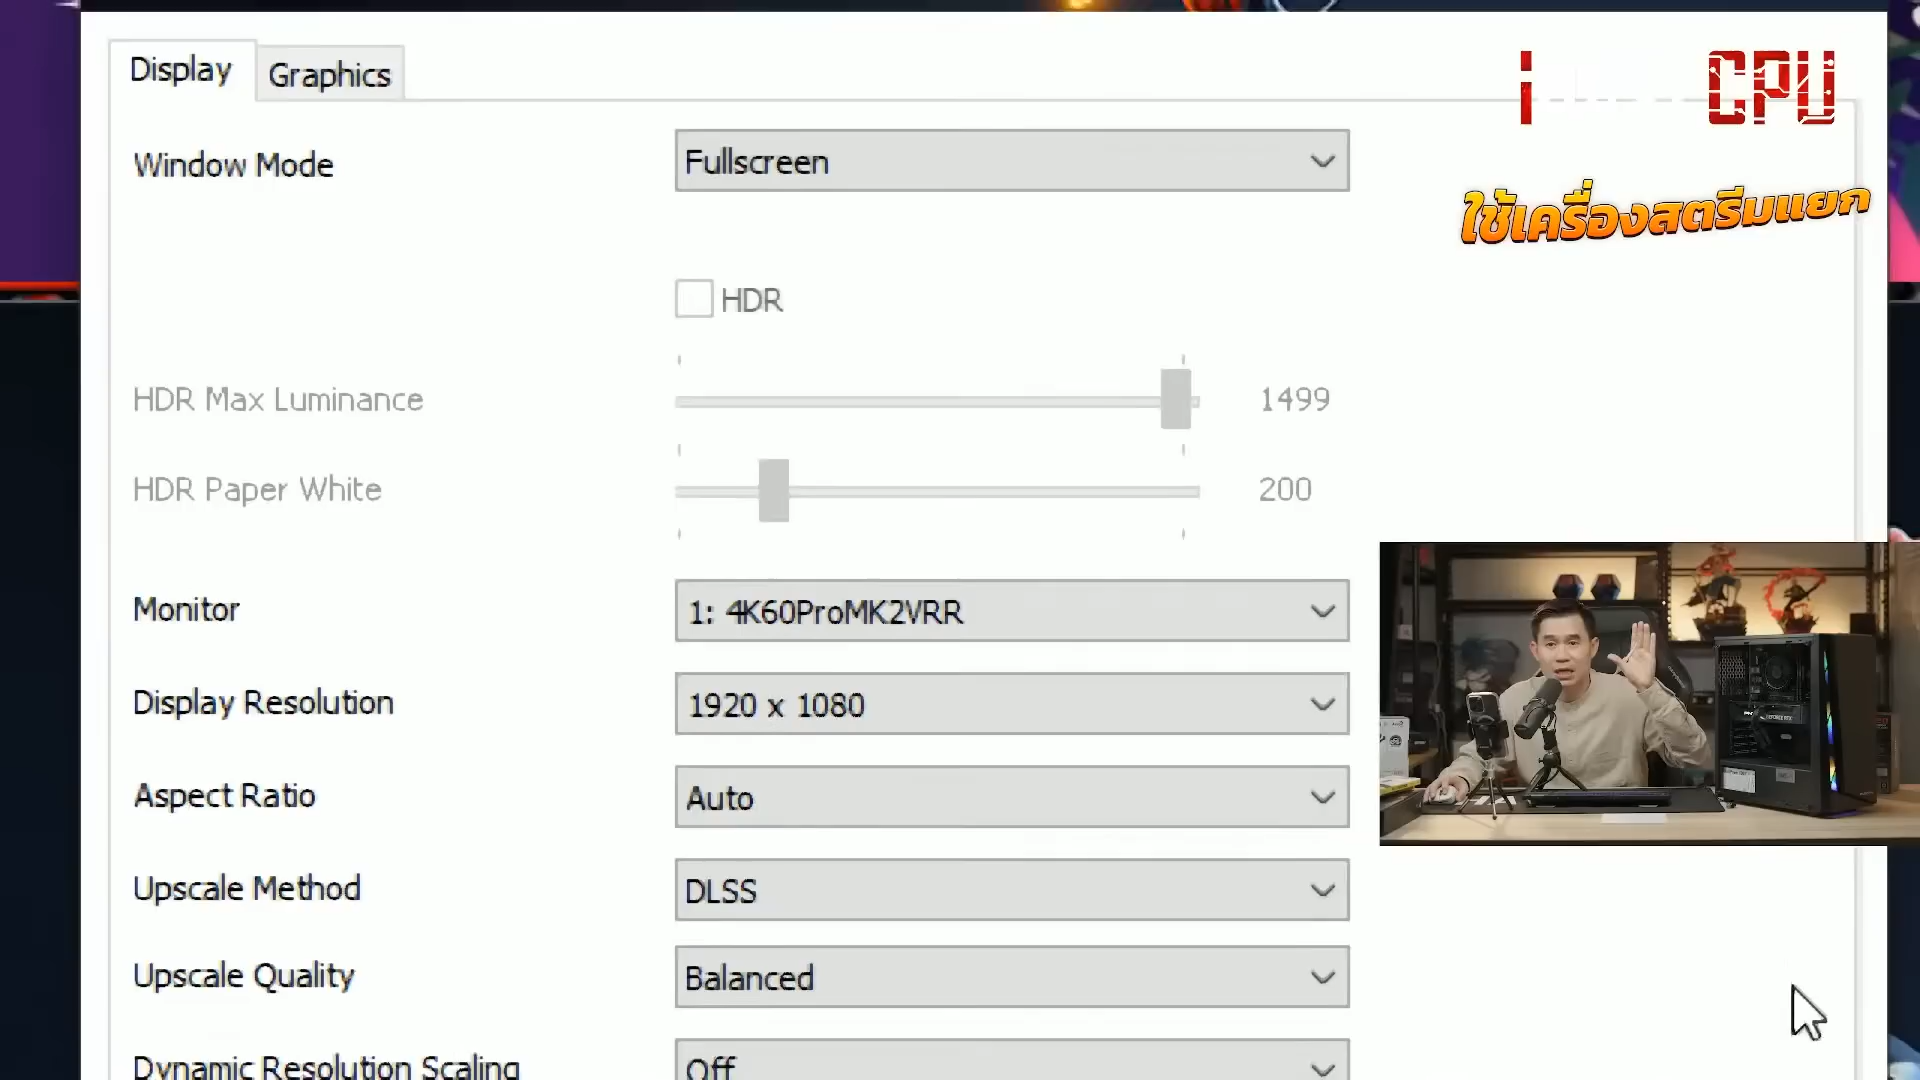 Display
Graphics
CPU
Window Mode
Fullscreen
ใช้เครื่องสตรีมแยก
HDR
HDR Max Luminance
1499
HDR Paper White
200
Monitor
1: 4K60ProMK2VRR
Display Resolution
1920 x 1080
Aspect Ratio
Auto
Upscale Method
DLSS
Upscale Quality
Balanced
Dynamic Resolution Scaling
Off